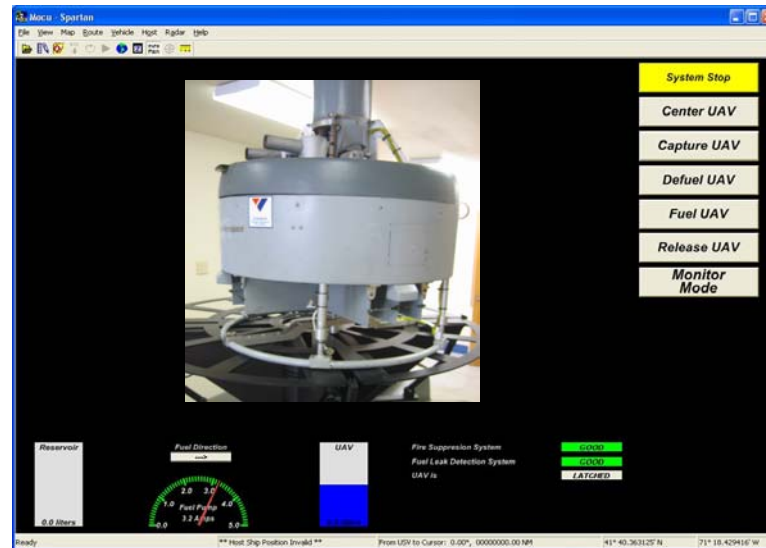 Mocu - Spartan
File View Map Route Vehicle Host Radar Help
System Stop
Center UAV
Capture UAV
Defuel UAV
Fuel UAV
Release UAV
Monitor
Mode
Reservoir
0.0 liters
Fuel Direction
--->
0.0 1.0 2.0 3.0 4.0 5.0
Fuel Pump
3.2 Amps
UAV
Fire Suppresion System GOOD
Fuel Leak Detection System GOOD
UAV is LATCHED
Ready ** Host Ship Position Invalid ** From USV to Cursor: 0.00°, 00000000.00 NM 41° 40.363125' N 71° 18.429416' W